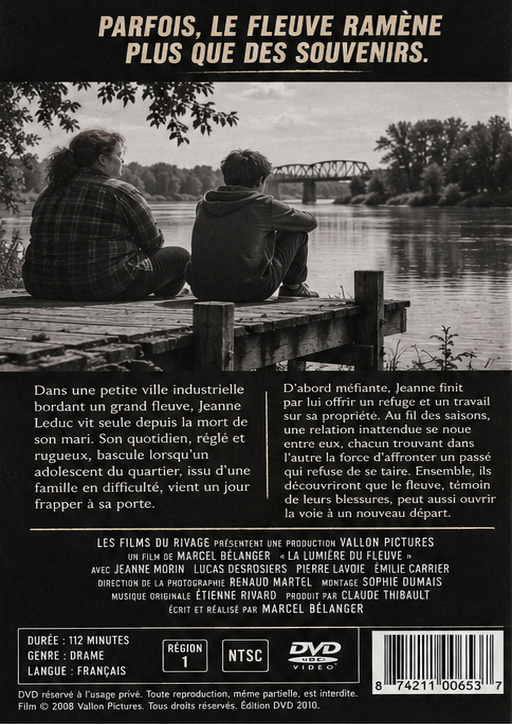 PARFOIS, LE FLEUVE RAMÈNE
PLUS QUE DES SOUVENIRS.
Dans une petite ville industrielle
bordant un grand fleuve, Jeanne
Leduc vit seule depuis la mort de
son mari. Son quotidien, réglé et
rugueux, bascule lorsqu'un
adolescent du quartier, issu d'une
famille en difficulté, vient un jour
frapper à sa porte.
D'abord méfiante, Jeanne finit
par lui offrir un refuge et un travail
sur sa propriété. Au fil des saisons,
une relation inattendue se noue
entre eux, chacun trouvant dans
l'autre la force d'affronter un passé
qui refuse de se taire. Ensemble, ils
découvriront que le fleuve, témoin
de leurs blessures, peut aussi ouvrir
la voie à un nouveau départ.
LES FILMS DU RIVAGE PRÉSENTENT UNE PRODUCTION VALLON PICTURES
UN FILM DE MARCEL BÉLANGER « LA LUMIÈRE DU FLEUVE »
AVEC JEANNE MORIN LUCAS DESROSIERS PIERRE LAVOIE ÉMILIE CARRIER
DIRECTION DE LA PHOTOGRAPHIE RENAUD MARTEL MONTAGE SOPHIE DUMAIS
MUSIQUE ORIGINALE ÉTIENNE RIVARD PRODUIT PAR CLAUDE THIBAULT
ÉCRIT ET RÉALISÉ PAR MARCEL BÉLANGER
DURÉE : 112 MINUTES
GENRE : DRAME
LANGUE : FRANÇAIS
RÉGION
1
NTSC
DVD
VIDEO
8 74211 00653 7
DVD réservé à l'usage privé. Toute reproduction, même partielle, est interdite.
Film © 2008 Vallon Pictures. Tous droits réservés. Édition DVD 2010.